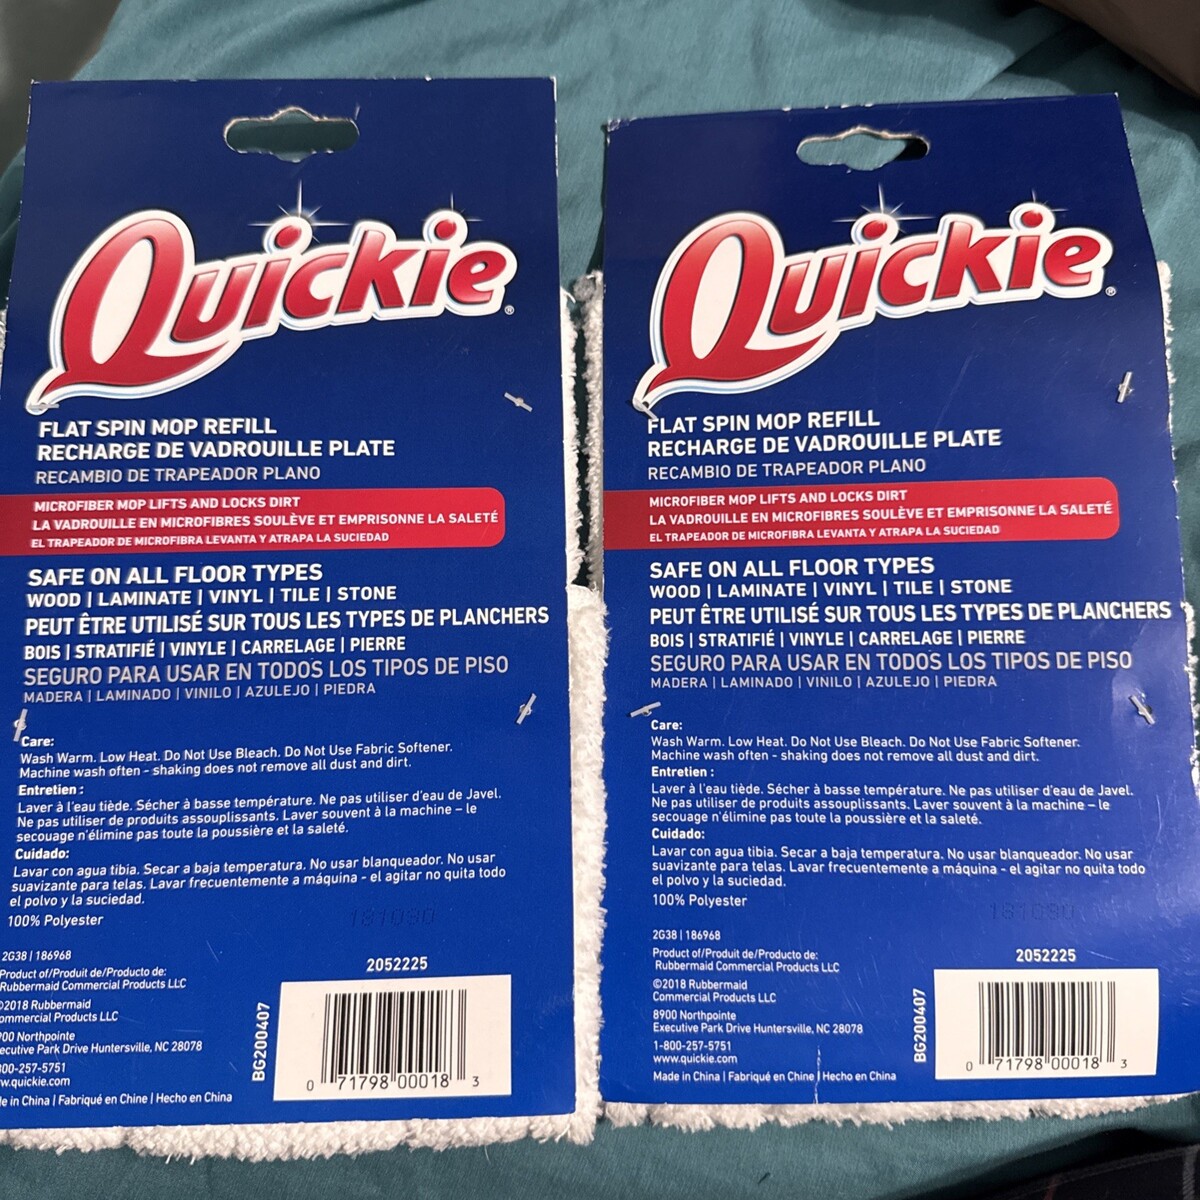 Quickie®
FLAT SPIN MOP REFILL
RECHARGE DE VADROUILLE PLATE
RECAMBIO DE TRAPEADOR PLANO
MICROFIBER MOP LIFTS AND LOCKS DIRT
LA VADROUILLE EN MICROFIBRES SOULÈVE ET EMPRISONNE LA SALETÉ
EL TRAPEADOR DE MICROFIBRA LEVANTA Y ATRAPA LA SUCIEDAD
SAFE ON ALL FLOOR TYPES
WOOD | LAMINATE | VINYL | TILE | STONE
PEUT ÊTRE UTILISÉ SUR TOUS LES TYPES DE PLANCHERS
BOIS | STRATIFIÉ | VINYLE | CARRELAGE | PIERRE
SEGURO PARA USAR EN TODOS LOS TIPOS DE PISO
MADERA | LAMINADO | VINILO | AZULEJO | PIEDRA
Care:
Wash Warm. Low Heat. Do Not Use Bleach. Do Not Use Fabric Softener.
Machine wash often - shaking does not remove all dust and dirt.
Entretien :
Laver à l'eau tiède. Sécher à basse température. Ne pas utiliser d'eau de Javel.
Ne pas utiliser de produits assouplissants. Laver souvent à la machine – le
secouage n'élimine pas toute la poussière et la saleté.
Cuidado:
Lavar con agua tibia. Secar a baja temperatura. No usar blanqueador. No usar
suavizante para telas. Lavar frecuentemente a máquina - el agitar no quita todo
el polvo y la suciedad.
100% Polyester
181030
2G38 | 186968
Product of/Produit de/Producto de:
Rubbermaid Commercial Products LLC
©2018 Rubbermaid
Commercial Products LLC
900 Northpointe
ecutive Park Drive Huntersville, NC 28078
800-257-5751
w.quickie.com
e in China | Fabriqué en Chine | Hecho en China
BG200407
2052225
0 71798 00018 3
Quickie®
FLAT SPIN MOP REFILL
RECHARGE DE VADROUILLE PLATE
RECAMBIO DE TRAPEADOR PLANO
MICROFIBER MOP LIFTS AND LOCKS DIRT
LA VADROUILLE EN MICROFIBRES SOULÈVE ET EMPRISONNE LA SALETÉ
EL TRAPEADOR DE MICROFIBRA LEVANTA Y ATRAPA LA SUCIEDAD
SAFE ON ALL FLOOR TYPES
WOOD | LAMINATE | VINYL | TILE | STONE
PEUT ÊTRE UTILISÉ SUR TOUS LES TYPES DE PLANCHERS
BOIS | STRATIFIÉ | VINYLE | CARRELAGE | PIERRE
SEGURO PARA USAR EN TODOS LOS TIPOS DE PISO
MADERA | LAMINADO | VINILO | AZULEJO | PIEDRA
Care:
Wash Warm. Low Heat. Do Not Use Bleach. Do Not Use Fabric Softener.
Machine wash often - shaking does not remove all dust and dirt.
Entretien :
Laver à l'eau tiède. Sécher à basse température. Ne pas utiliser d'eau de Javel.
Ne pas utiliser de produits assouplissants. Laver souvent à la machine – le
secouage n'élimine pas toute la poussière et la saleté.
Cuidado:
Lavar con agua tibia. Secar a baja temperatura. No usar blanqueador. No usar
suavizante para telas. Lavar frecuentemente a máquina - el agitar no quita todo
el polvo y la suciedad.
100% Polyester
181030
2G38 | 186968
Product of/Produit de/Producto de:
Rubbermaid Commercial Products LLC
©2018 Rubbermaid
Commercial Products LLC
8900 Northpointe
Executive Park Drive Huntersville, NC 28078
1-800-257-5751
www.quickie.com
Made in China | Fabriqué en Chine | Hecho en China
BG200407
2052225
0 71798 00018 3